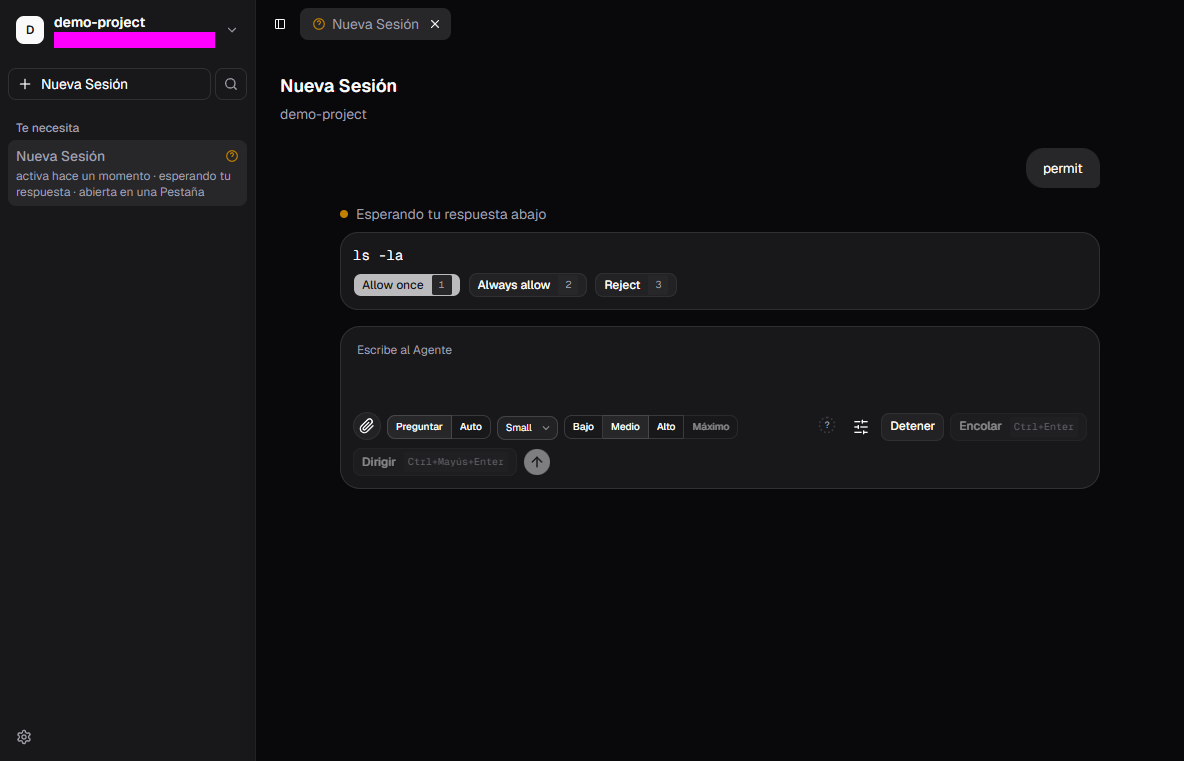 D
demo-project
Nueva Sesión
Te necesita
Nueva Sesión
activa hace un momento · esperando tu
respuesta · abierta en una Pestaña
Nueva Sesión
Nueva Sesión
demo-project
permit
Esperando tu respuesta abajo
ls -la
Allow once 1 Always allow 2 Reject 3
Escribe al Agente
Preguntar Auto Small Bajo Medio Alto Máximo ? Detener Encolar Ctrl+Enter
Dirigir Ctrl+Mayús+Enter